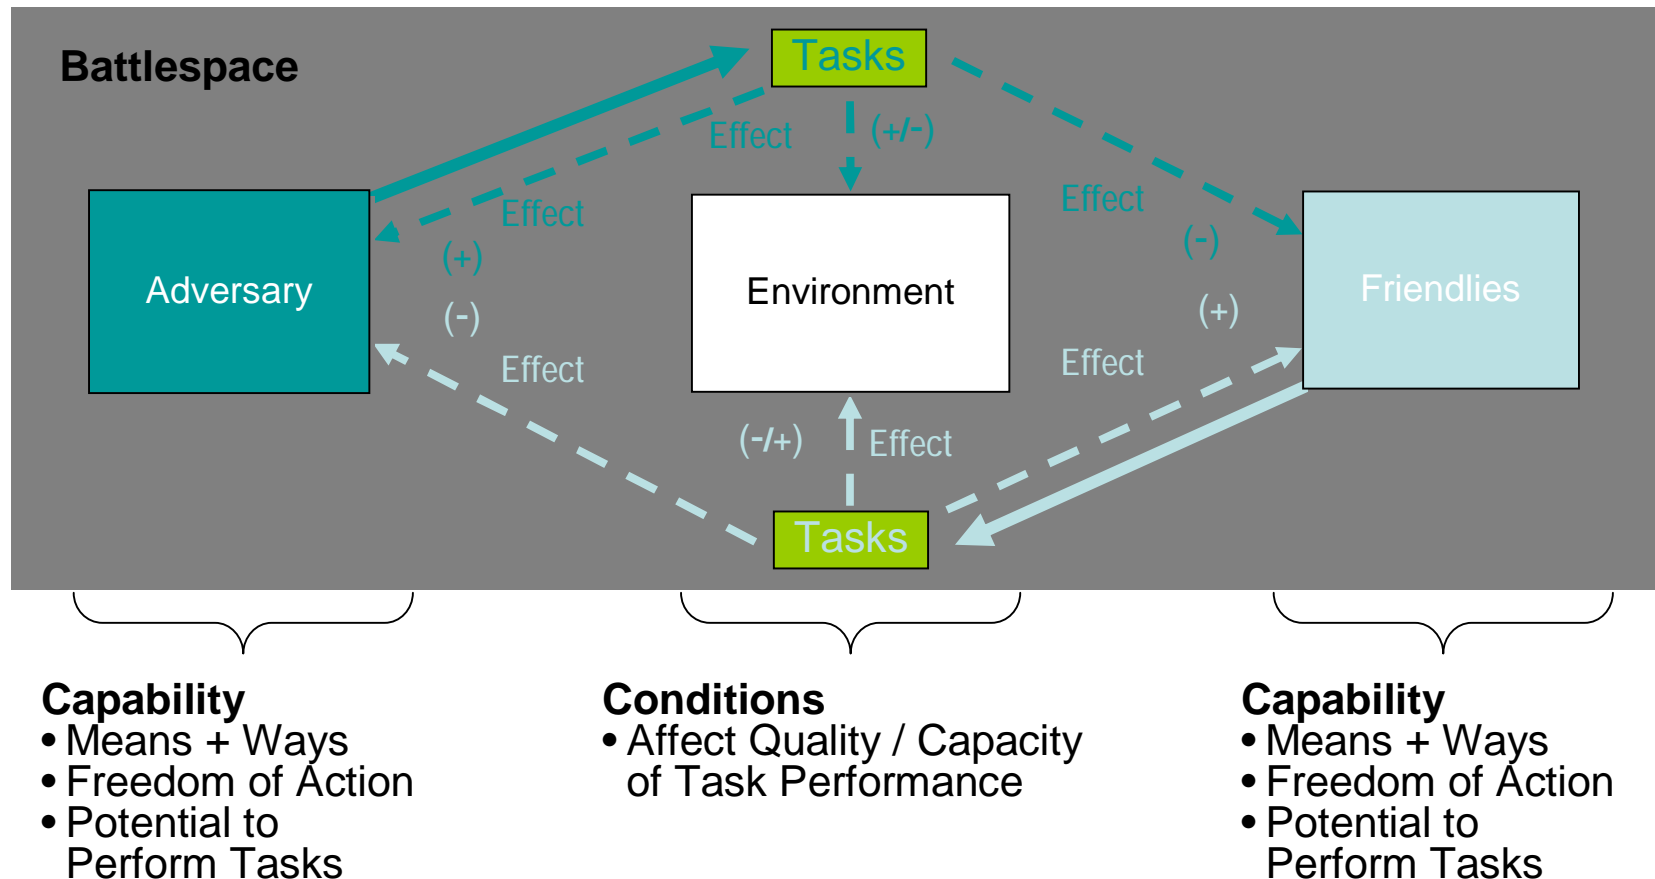 Battlespace
Tasks
Effect
(+/-)
Effect
Effect
(+)
(-)
Adversary
Environment
Friendlies
(-)
(+)
Effect
Effect
(-/+)
Effect
Tasks
Capability
• Means + Ways
• Freedom of Action
• Potential to
Perform Tasks
Conditions
• Affect Quality / Capacity
of Task Performance
Capability
• Means + Ways
• Freedom of Action
• Potential to
Perform Tasks